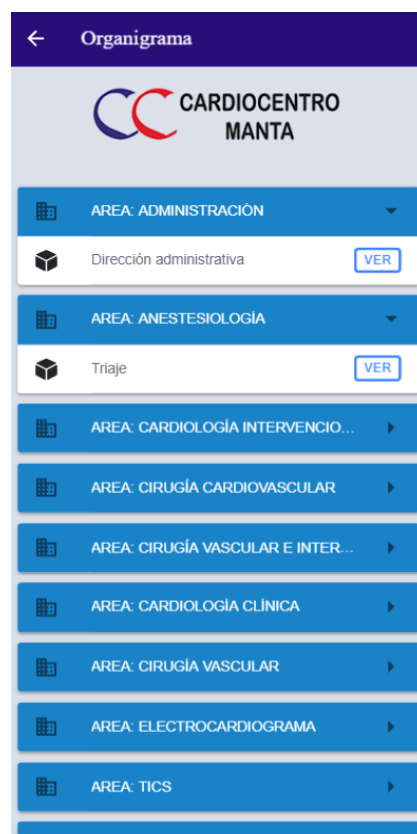 Organigrama
CC CARDIOCENTRO
MANTA
AREA: ADMINISTRACIÓN
Dirección administrativa VER
AREA: ANESTESIOLOGÍA
Triaje VER
AREA: CARDIOLOGÍA INTERVENCIO...
AREA: CIRUGÍA CARDIOVASCULAR
AREA: CIRUGÍA VASCULAR E INTER...
AREA: CARDIOLOGÍA CLÍNICA
AREA: CIRUGÍA VASCULAR
AREA: ELECTROCARDIOGRAMA
AREA: TICS